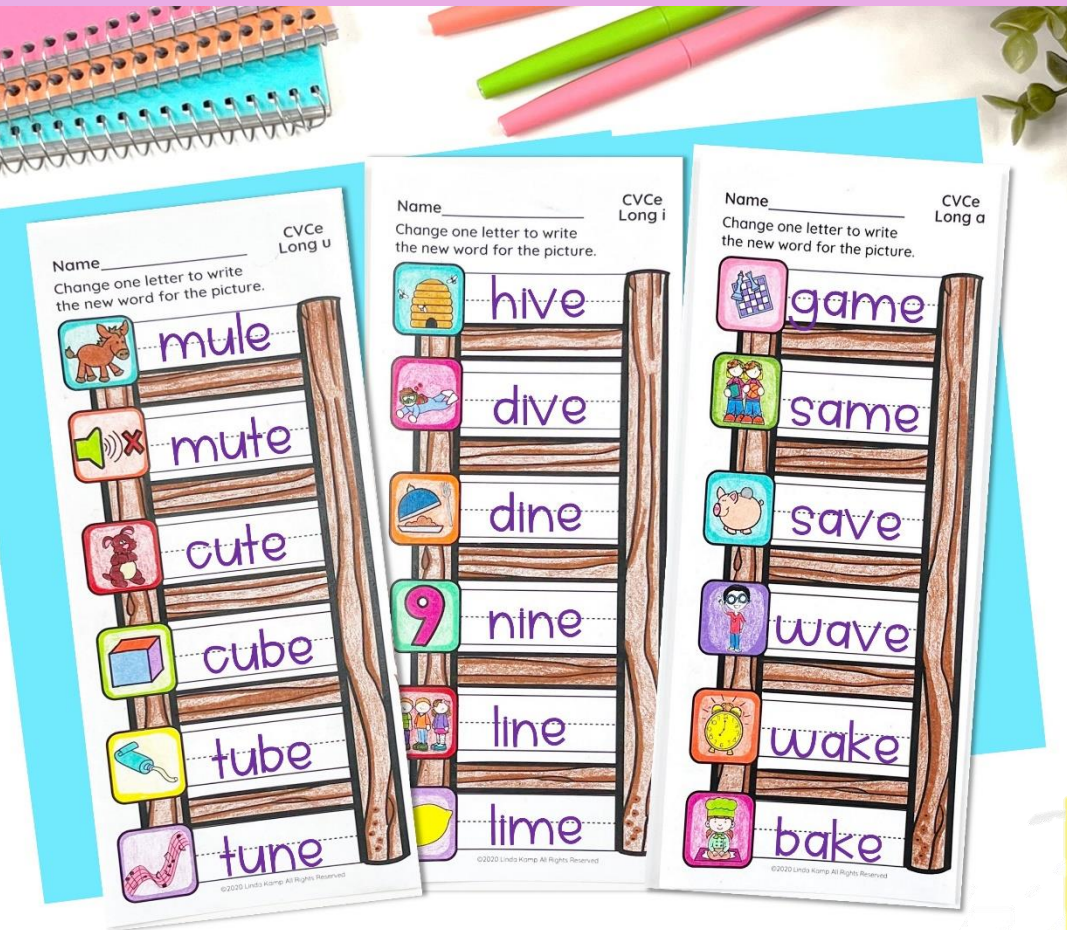 Name
CVCe
Long u
Change one letter to write
the new word for the picture.
mule
mute
cute
cube
tube
tune
©2020 Linda Kamp All Rights Reserved
Name
CVCe
Long i
Change one letter to write
the new word for the picture.
hive
dive
dine
9
nine
line
lime
©2020 Linda Kamp All Rights Reserved
Name
CVCe
Long a
Change one letter to write
the new word for the picture.
game
same
save
wave
wake
bake
©2020 Linda Kamp All Rights Reserved